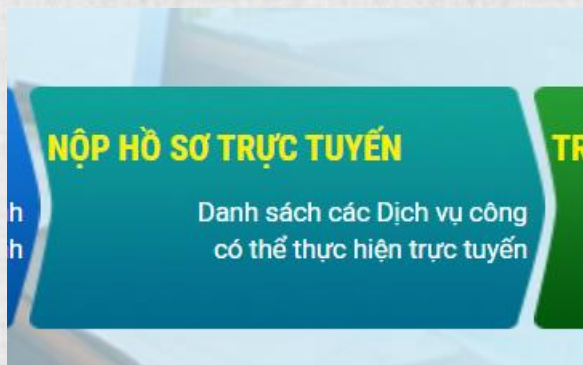 NỘP HỒ SƠ TRỰC TUYẾN
Danh sách các Dịch vụ công
có thể thực hiện trực tuyến